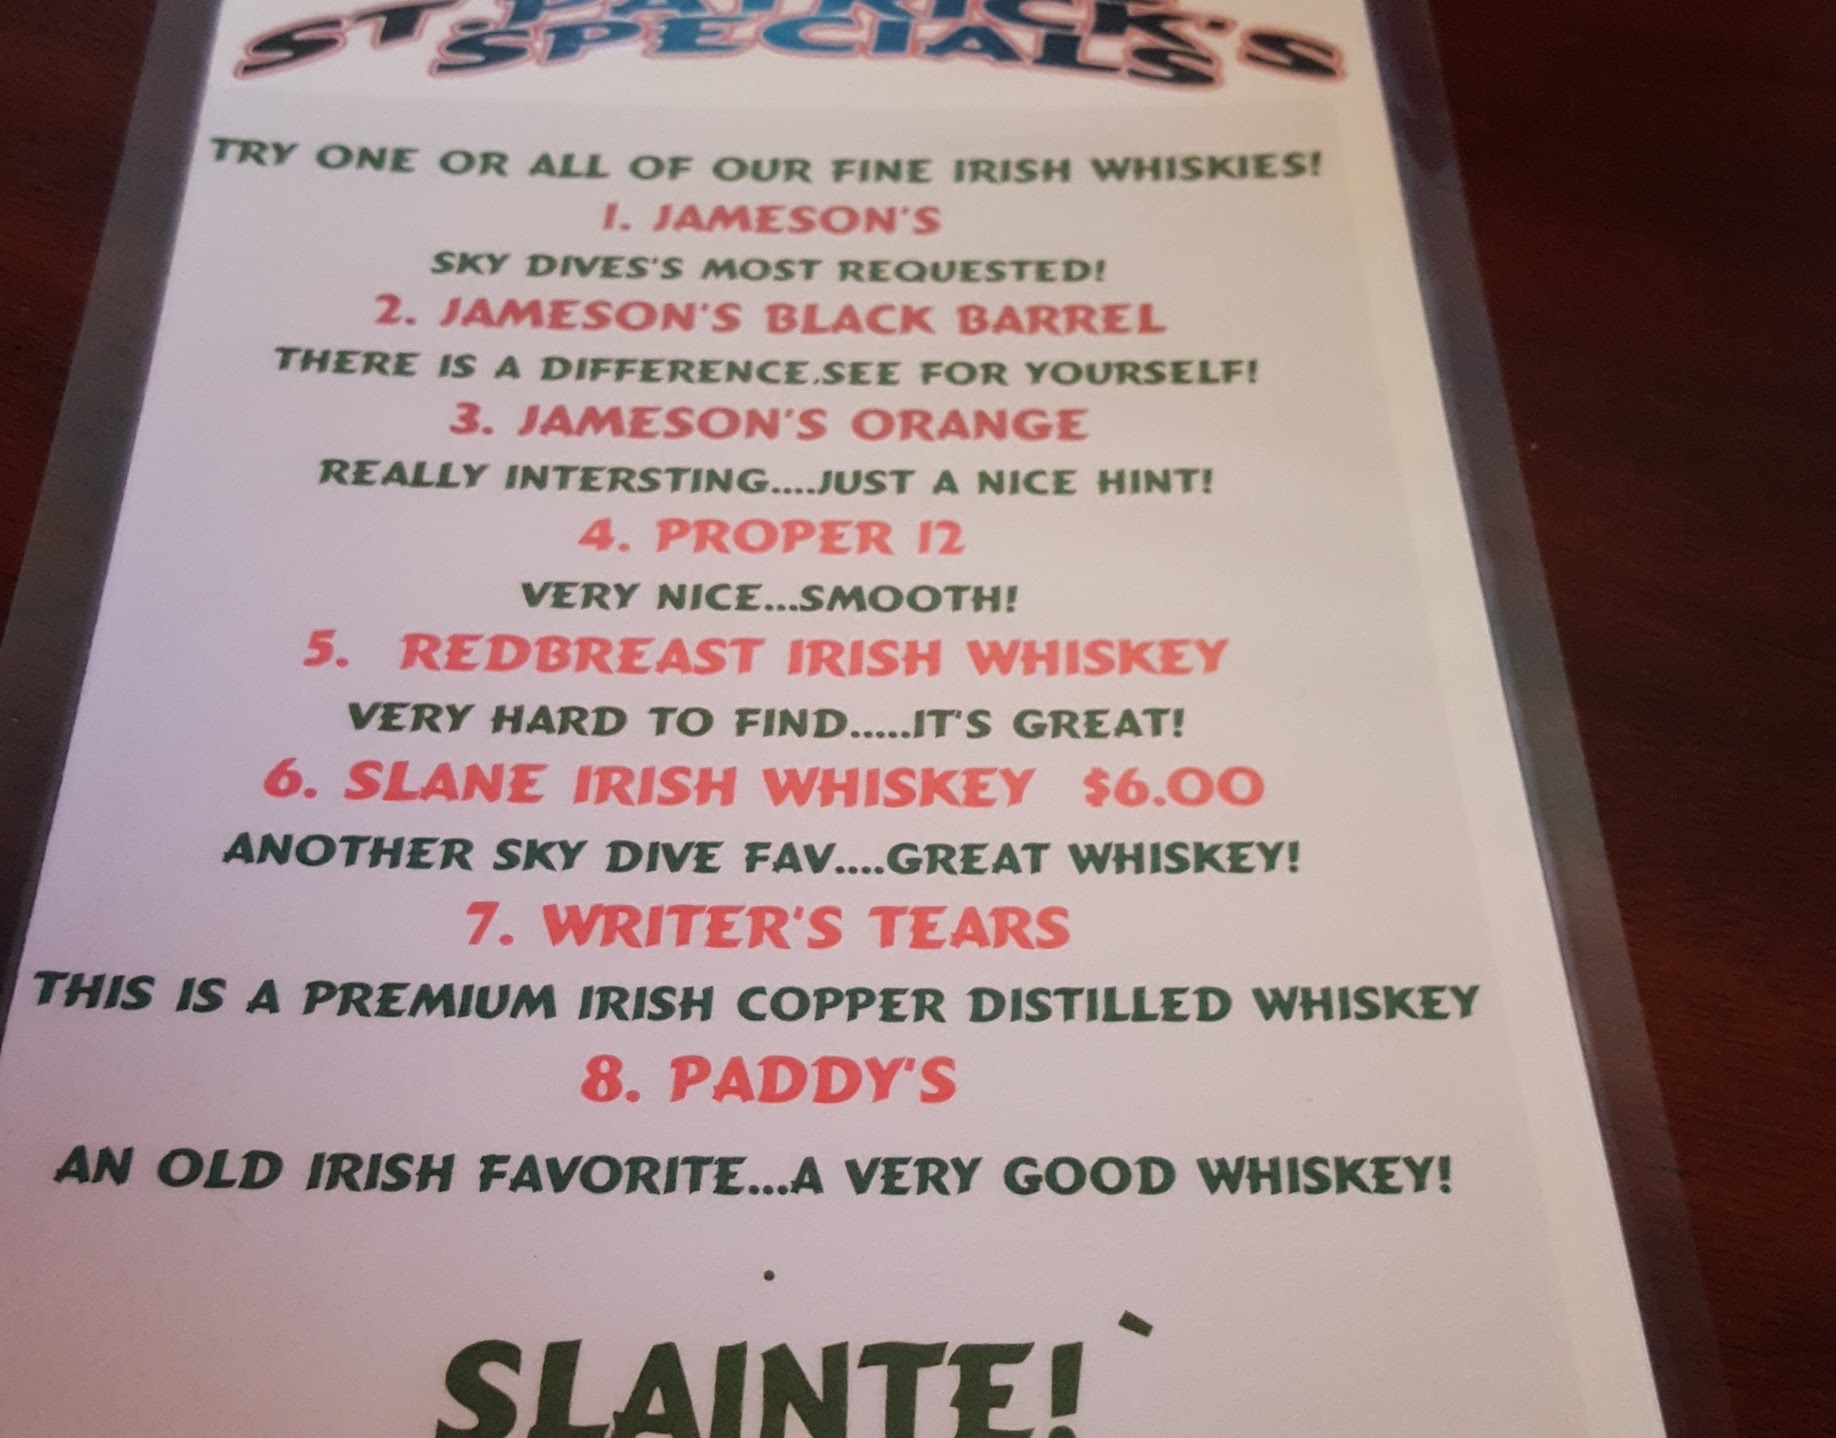 ST. PATRICK'S
SPECIALS
TRY ONE OR ALL OF OUR FINE IRISH WHISKIES!
1. JAMESON'S
SKY DIVES'S MOST REQUESTED!
2. JAMESON'S BLACK BARREL
THERE IS A DIFFERENCE.SEE FOR YOURSELF!
3. JAMESON'S ORANGE
REALLY INTERSTING....JUST A NICE HINT!
4. PROPER 12
VERY NICE...SMOOTH!
5. REDBREAST IRISH WHISKEY
VERY HARD TO FIND.....IT'S GREAT!
6. SLANE IRISH WHISKEY $6.00
ANOTHER SKY DIVE FAV....GREAT WHISKEY!
7. WRITER'S TEARS
THIS IS A PREMIUM IRISH COPPER DISTILLED WHISKEY
8. PADDY'S
AN OLD IRISH FAVORITE...A VERY GOOD WHISKEY!
.
SLAINTE!`